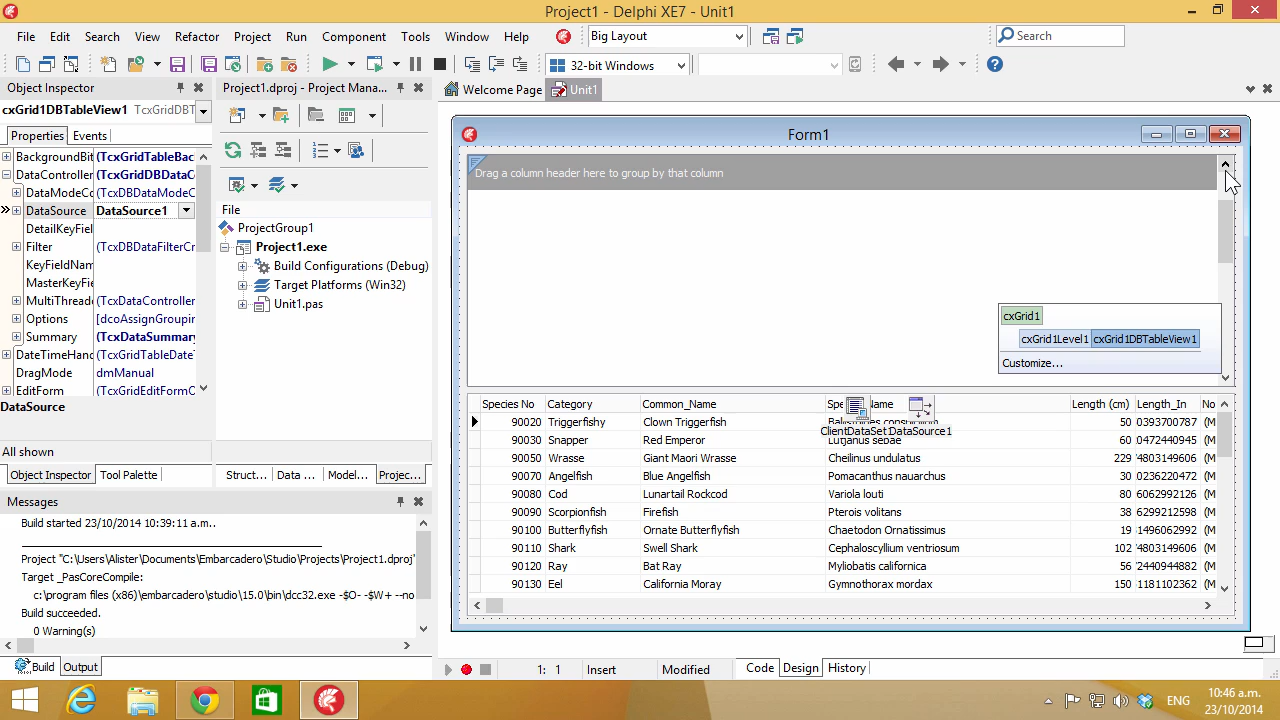 Project1 - Delphi XE7 - Unit1
File Edit Search View Refactor Project Run Component Tools Window Help
Big Layout
Search
32-bit Windows
Object Inspector
Project1.dproj - Project Mana...
Welcome Page
Unit1
cxGrid1DBTableView1 TcxGridDBT
Properties Events
BackgroundBit (TcxGridTableBac
DataController (TcxGridDBDataC
DataModeCo (TcxDBDataModeC
DataSource DataSource1
DetailKeyFiel
Filter (TcxDBDataFilterCr
KeyFieldNam
MasterKeyFi
MultiThreade (TcxDataController
Options [dcoAssignGroupin
Summary (TcxDataSummary
DateTimeHanc (TcxGridTableDateT
DragMode dmManual
EditForm (TcxGridEditFormO
DataSource
All shown
Object Inspector Tool Palette
File
ProjectGroup1
Project1.exe
Build Configurations (Debug)
Target Platforms (Win32)
Unit1.pas
Struct... Data ... Model... Projec...
Form1
Drag a column header here to group by that column
cxGrid1
cxGrid1Level1 cxGrid1DBTableView1
Customize...
Species No Category Common_Name Spe Name Length (cm) Length_In No
90020 Triggerfishy Clown Triggerfish 50 0393700787 (M
ClientDataSet DataSource1
90030 Snapper Red Emperor Lutjanus sebae 60 0472440945 (M
90050 Wrasse Giant Maori Wrasse Cheilinus undulatus 229 '4803149606 (M
90070 Angelfish Blue Angelfish Pomacanthus nauarchus 30 0236220472 (M
90080 Cod Lunartail Rockcod Variola louti 80 6062992126 (M
90090 Scorpionfish Firefish Pterois volitans 38 6299212598 (M
90100 Butterflyfish Ornate Butterflyfish Chaetodon Ornatissimus 19 1496062992 (M
90110 Shark Swell Shark Cephaloscyllium ventriosum 102 '4803149606 (M
90120 Ray Bat Ray Myliobatis californica 56 '2440944882 (M
90130 Eel California Moray Gymnothorax mordax 150 1181102362 (M
Messages
Build started 23/10/2014 10:39:11 a.m..
Project "C:\Users\Alister\Documents\Embarcadero\Studio\Projects\Project1.dproj"
Target _PasCoreCompile:
c:\program files (x86)\embarcadero\studio\15.0\bin\dcc32.exe -$O- -$W+ --no
Build succeeded.
0 Warning(s)
Build Output
1: 1 Insert Modified Code Design History
ENG
10:46 a.m.
23/10/2014